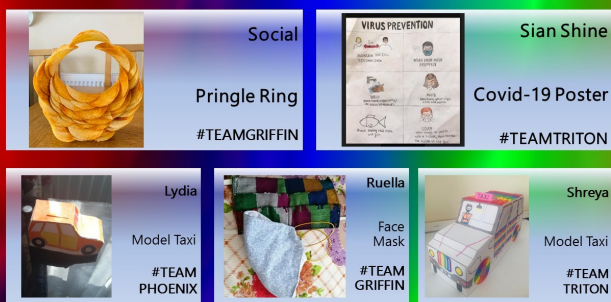 Social
Pringle Ring
#TEAMGRIFFIN
Sian Shine
Covid-19 Poster
#TEAMTRITON
VIRUS PREVENTION
Lydia
Model Taxi
#TEAM
PHOENIX
Ruella
Face
Mask
#TEAM
GRIFFIN
Shreya
Model Taxi
#TEAM
TRITON